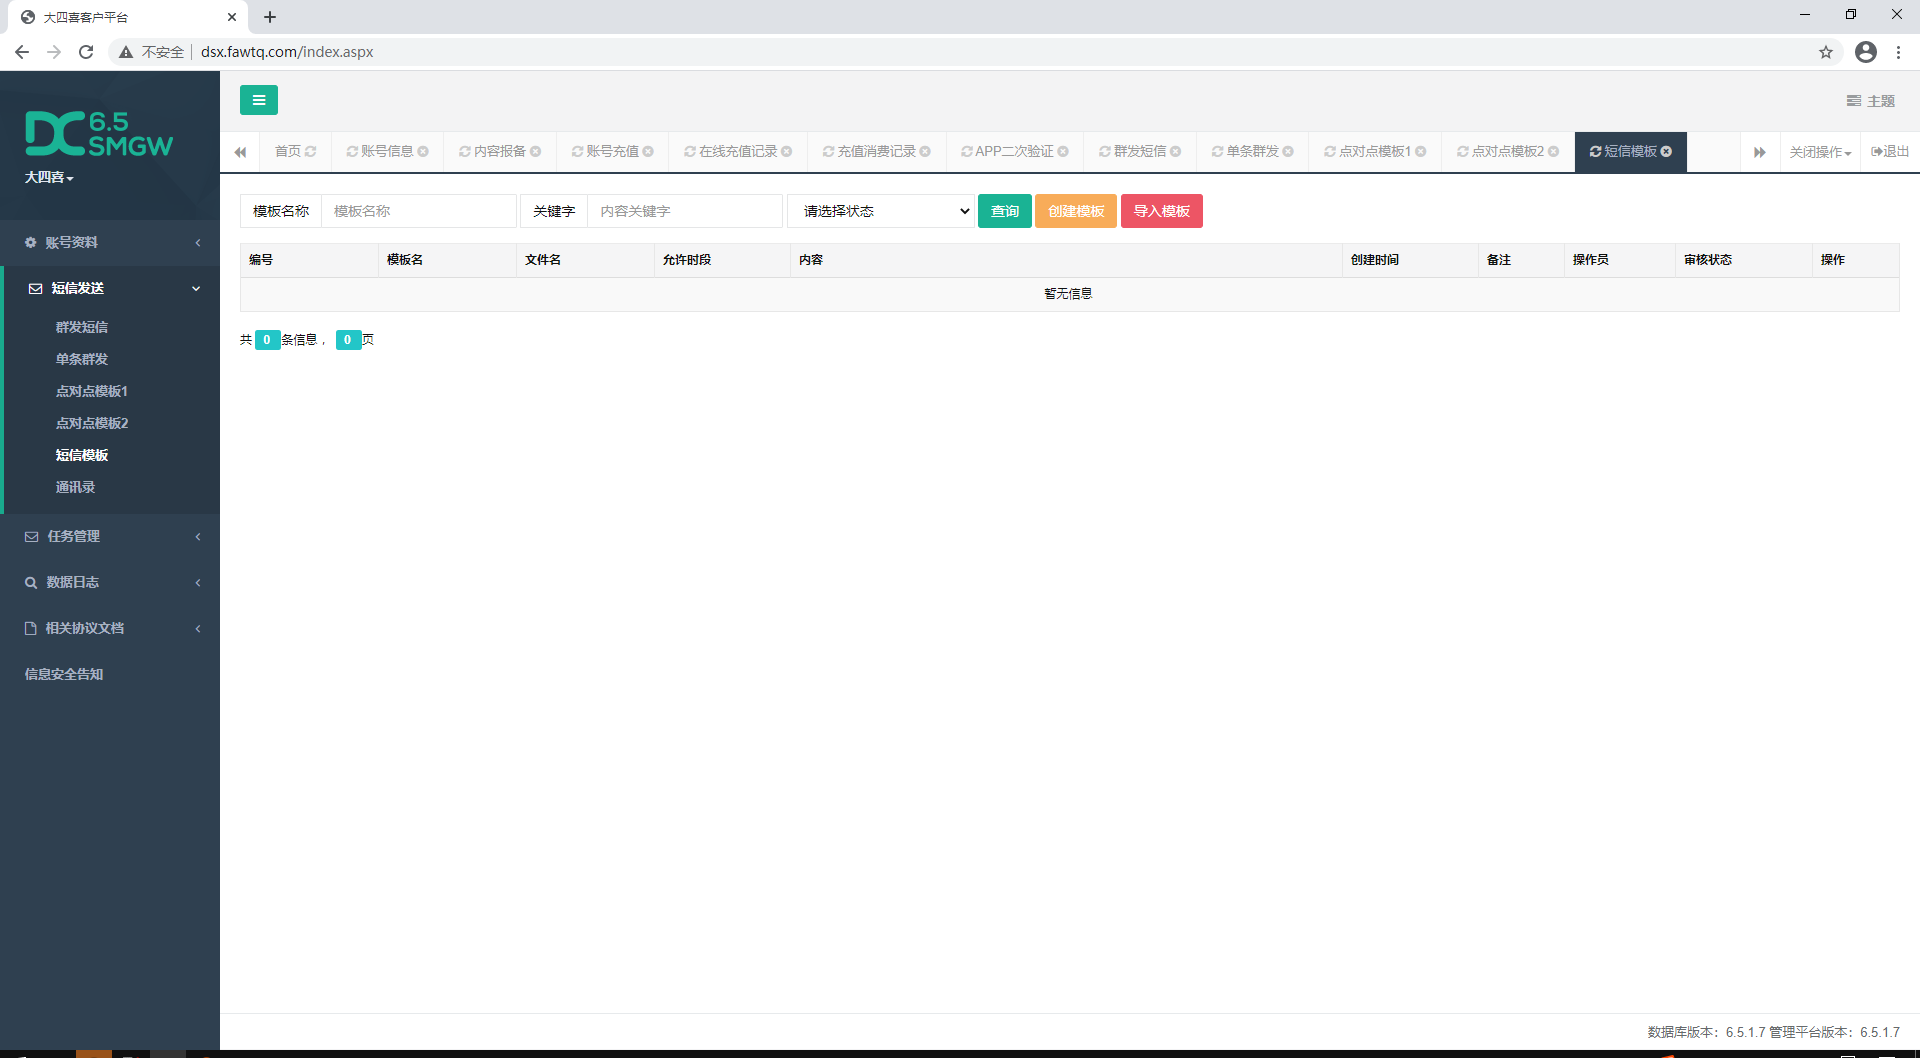 大四喜客户平台
不安全 dsx.fawtq.com/index.aspx
DC 6.5 SMGW
大四喜
主题
首页 账号信息 内容报备 账号充值 在线充值记录 充值消费记录 APP二次验证 群发短信 单条群发 点对点模板1 点对点模板2 短信模板 关闭操作 退出
账号资料
短信发送
群发短信
单条群发
点对点模板1
点对点模板2
短信模板
通讯录
任务管理
数据日志
相关协议文档
信息安全告知
模板名称 模板名称 关键字 内容关键字 请选择状态 查询 创建模板 导入模板
编号 模板名 文件名 允许时段 内容 创建时间 备注 操作员 审核状态 操作
暂无信息
共 0 条信息， 0 页
数据库版本：6.5.1.7 管理平台版本：6.5.1.7